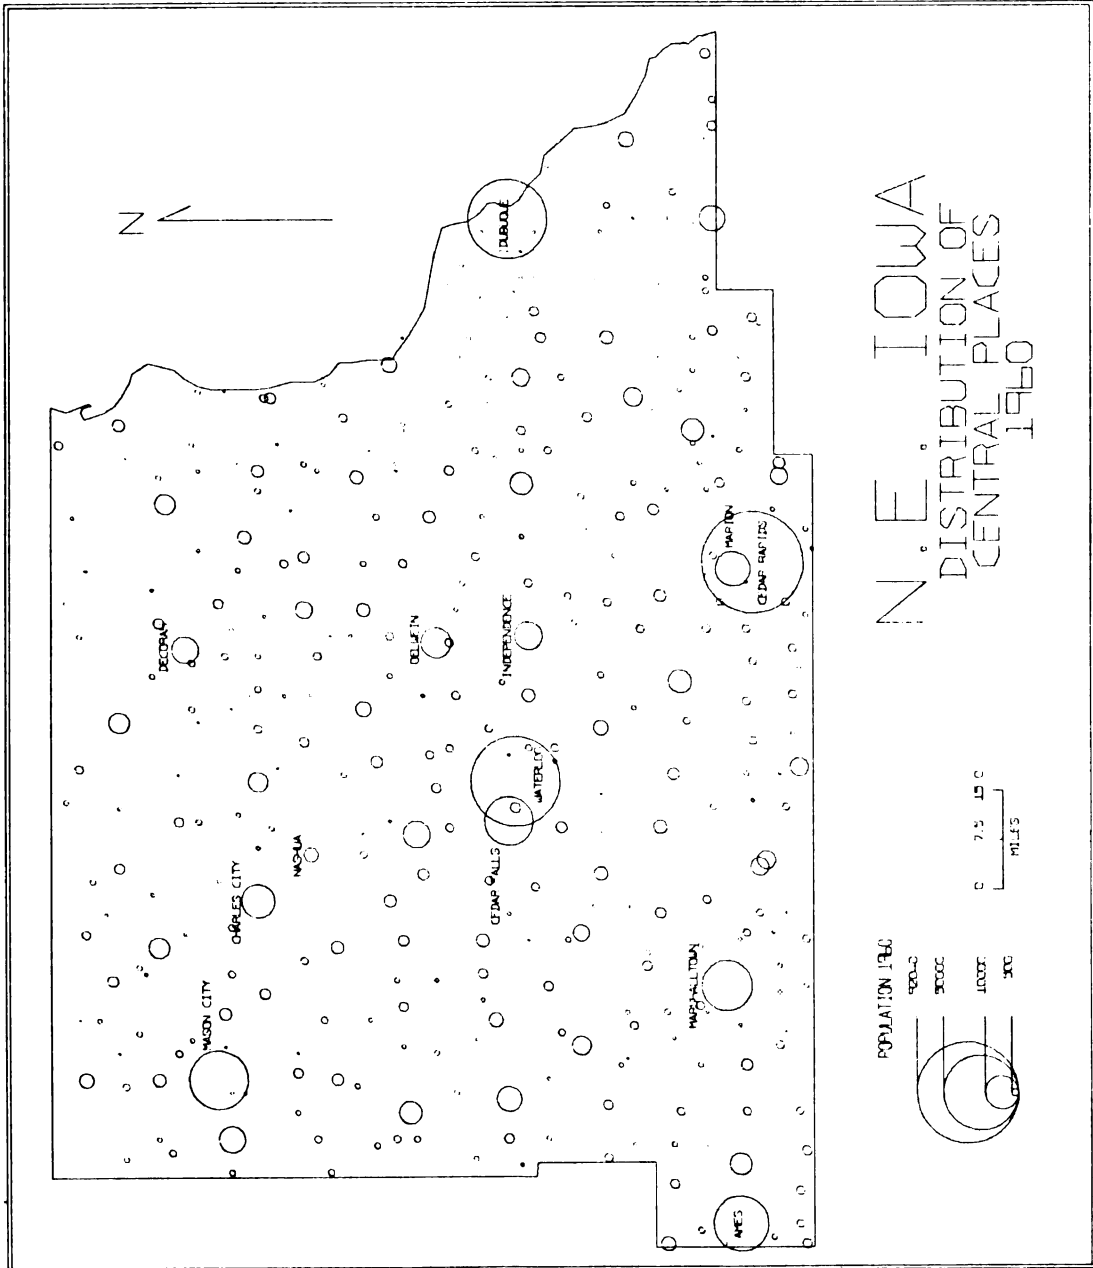 N
DUBUQUE
DECORAH
OELWEIN
INDEPENDENCE
MARION
CEDAR RAPIDS
WATERLOO
NASHUA
CHARLES CITY
CEDAR FALLS
MASON CITY
MARSHALLTOWN
AMES
N. E. IOWA
DISTRIBUTION OF
CENTRAL PLACES
1960
0 7.5 15.0
MILES
POPULATION 1960
10000
500